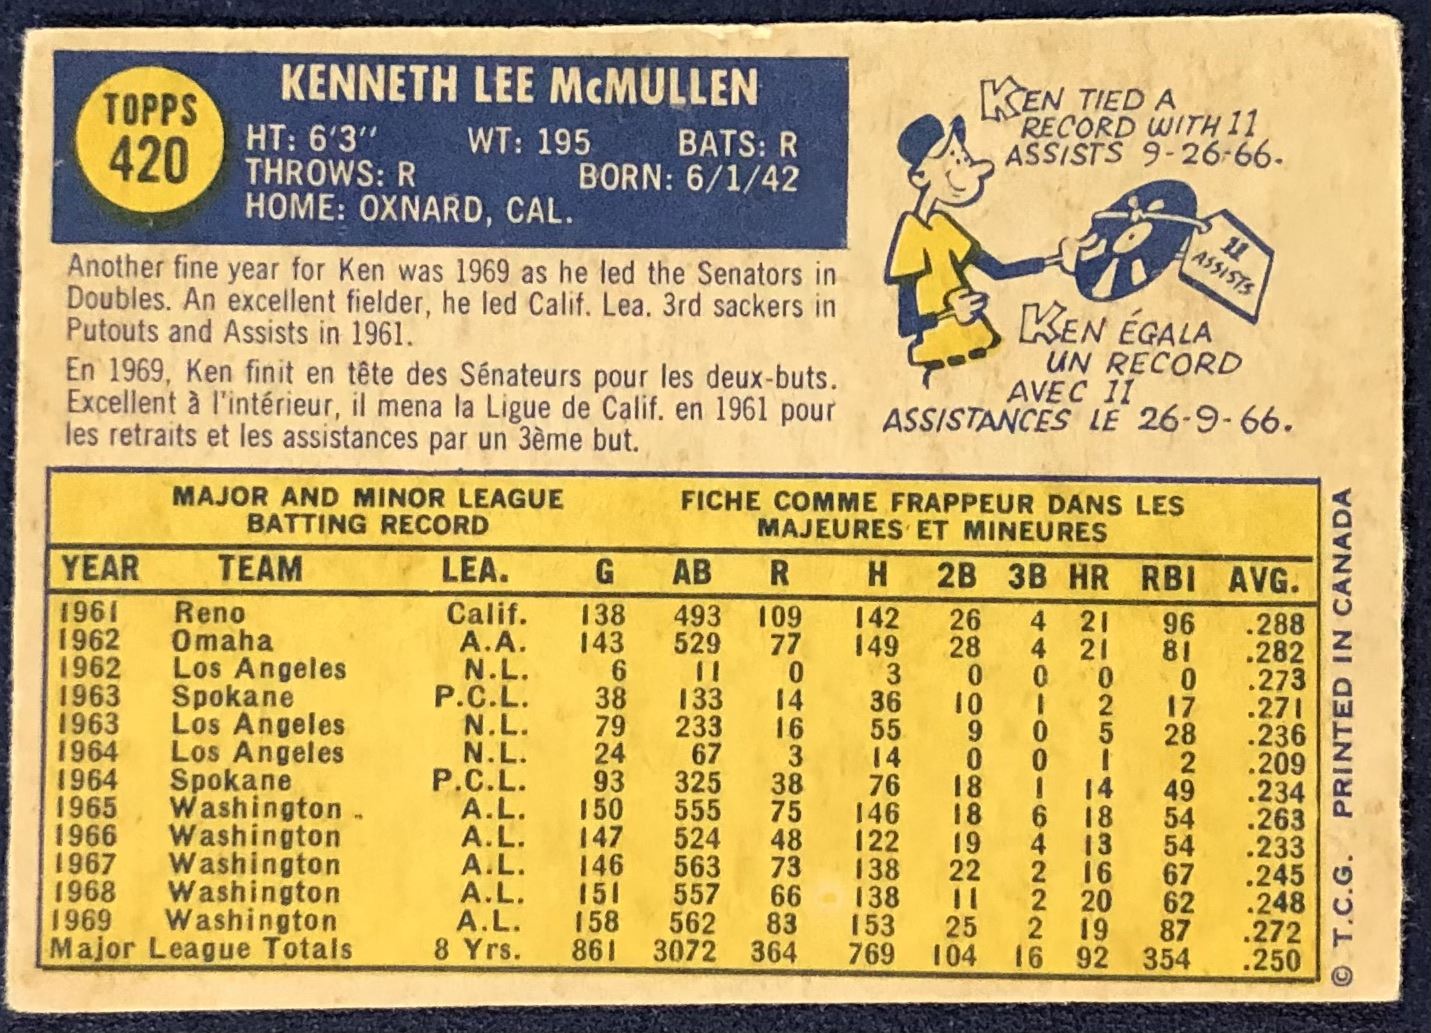 TOPPS
420
KENNETH LEE McMULLEN
HT: 6'3" WT: 195 BATS: R
THROWS: R BORN: 6/1/42
HOME: OXNARD, CAL.
KEN TIED A
RECORD WITH 11
ASSISTS 9-26-66.
11
ASSISTS
KEN ÉGALA
UN RECORD
AVEC 11
ASSISTANCES LE 26-9-66.
Another fine year for Ken was 1969 as he led the Senators in
Doubles. An excellent fielder, he led Calif. Lea. 3rd sackers in
Putouts and Assists in 1961.
En 1969, Ken finit en tête des Sénateurs pour les deux-buts.
Excellent à l'intérieur, il mena la Ligue de Calif. en 1961 pour
les retraits et les assistances par un 3ème but.
MAJOR AND MINOR LEAGUE
BATTING RECORD
FICHE COMME FRAPPEUR DANS LES
MAJEURES ET MINEURES
YEAR TEAM LEA. G AB R H 2B 3B HR RBI AVG.
1961 Reno Calif. 138 493 109 142 26 4 21 96 .288
1962 Omaha A.A. 143 529 77 149 28 4 21 81 .282
1962 Los Angeles N.L. 6 11 0 3 0 0 0 0 .273
1963 Spokane P.C.L. 38 133 14 36 10 1 2 17 .271
1963 Los Angeles N.L. 79 233 16 55 9 0 5 28 .236
1964 Los Angeles N.L. 24 67 3 14 0 0 1 2 .209
1964 Spokane P.C.L. 93 325 38 76 18 1 14 49 .234
1965 Washington A.L. 150 555 75 146 18 6 18 54 .263
1966 Washington A.L. 147 524 48 122 19 4 13 54 .233
1967 Washington A.L. 146 563 73 138 22 2 16 67 .245
1968 Washington A.L. 151 557 66 138 11 2 20 62 .248
1969 Washington A.L. 158 562 83 153 25 2 19 87 .272
Major League Totals 8 Yrs. 861 3072 364 769 104 16 92 354 .250
© T.C.G. PRINTED IN CANADA